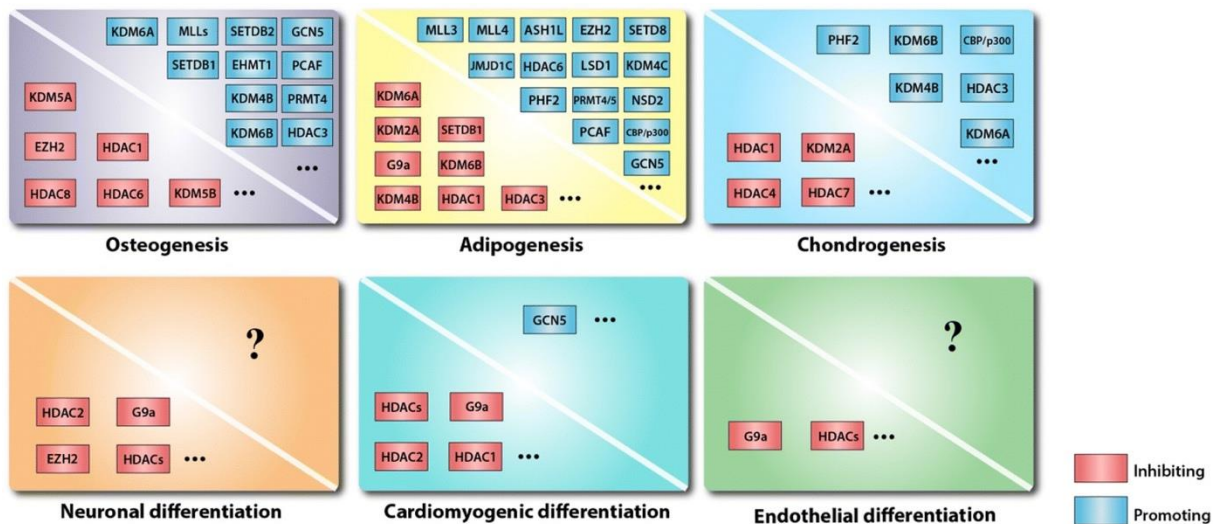 KDM6A MLLs SETDB2 GCN5
SETDB1 EHMT1 PCAF
KDM5A KDM4B PRMT4
EZH2 HDAC1 KDM6B HDAC3
•••
HDAC8 HDAC6 KDM5B •••
Osteogenesis
MLL3 MLL4 ASH1L EZH2 SETD8
JMJD1C HDAC6 LSD1 KDM4C
KDM6A PHF2 PRMT4/5 NSD2
KDM2A SETDB1 PCAF CBP/p300
G9a KDM6B GCN5
•••
KDM4B HDAC1 HDAC3 •••
Adipogenesis
PHF2 KDM6B CBP/p300
KDM4B HDAC3
KDM6A
•••
HDAC1 KDM2A
HDAC4 HDAC7 •••
Chondrogenesis
?
HDAC2 G9a
EZH2 HDACs •••
Neuronal differentiation
GCN5 •••
HDACs G9a
HDAC2 HDAC1 •••
Cardiomyogenic differentiation
?
G9a HDACs •••
Endothelial differentiation
Inhibiting
Promoting